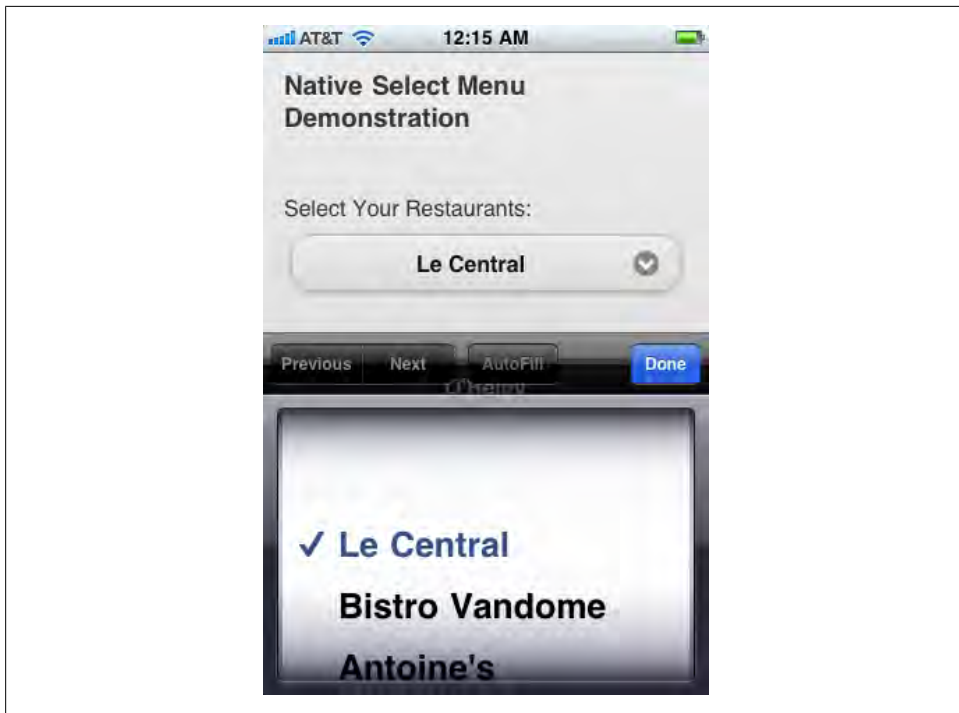 AT&T 12:15 AM
Native Select Menu
Demonstration
Select Your Restaurants:
Le Central
Previous Next AutoFill Done
✓ Le Central
Bistro Vandome
Antoine's